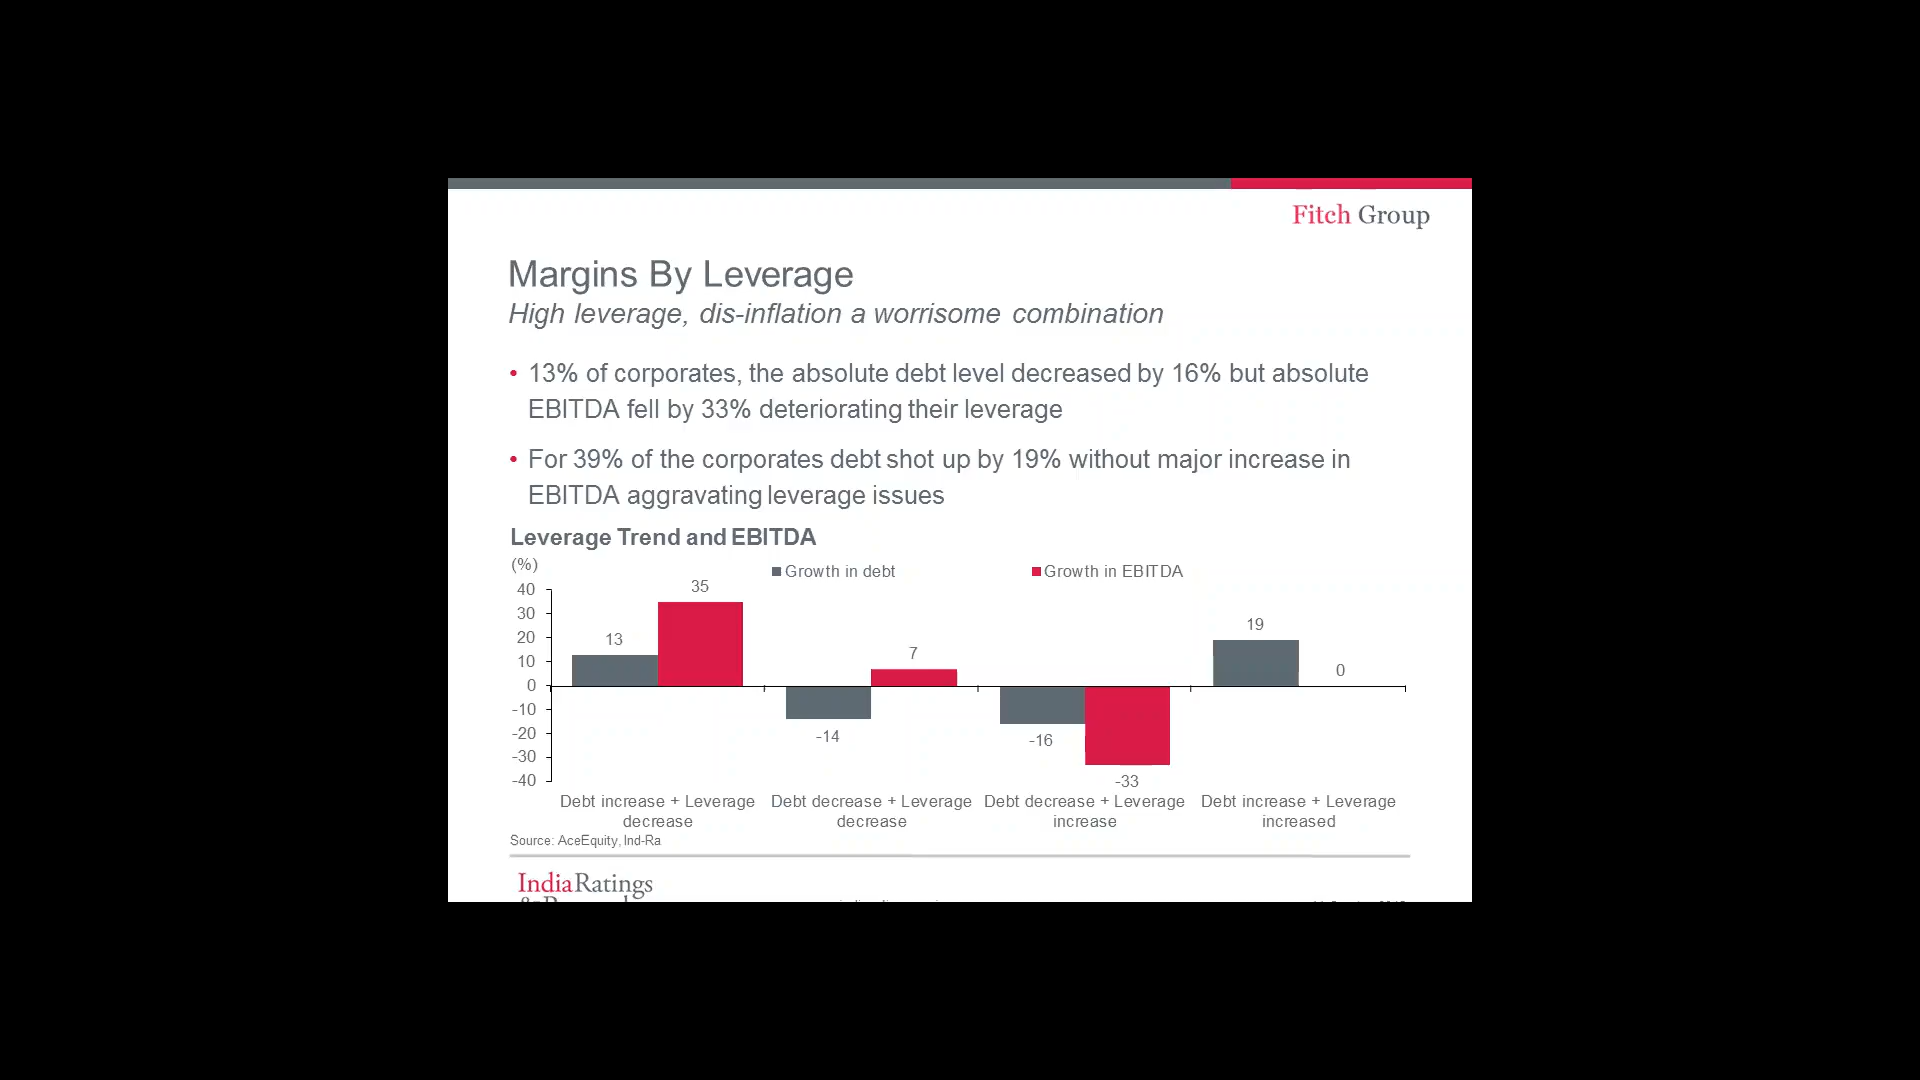 Fitch Group
Margins By Leverage
High leverage, dis-inflation a worrisome combination
• 13% of corporates, the absolute debt level decreased by 16% but absolute
EBITDA fell by 33% deteriorating their leverage
• For 39% of the corporates debt shot up by 19% without major increase in
EBITDA aggravating leverage issues
Leverage Trend and EBITDA
(%)
Growth in debt
Growth in EBITDA
40
30
20
10
0
-10
-20
-30
-40
13
35
-14
7
-16
-33
19
0
Debt increase + Leverage
decrease
Debt decrease + Leverage
decrease
Debt decrease + Leverage
increase
Debt increase + Leverage
increased
Source: AceEquity, Ind-Ra
IndiaRatings